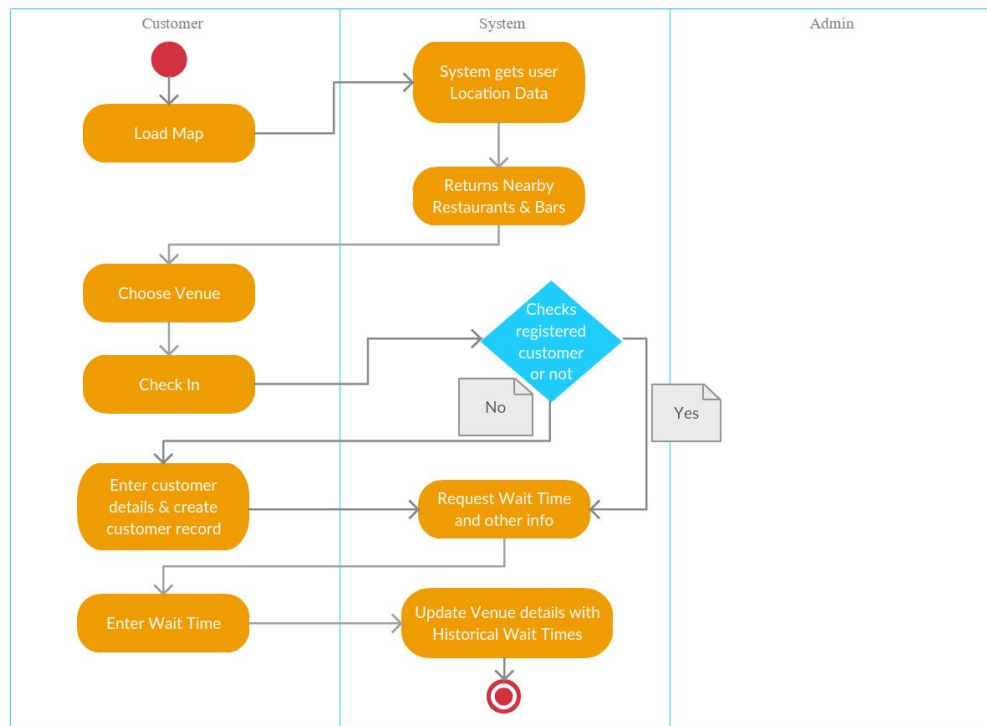 Customer
System
Admin
System gets user
Location Data
Load Map
Returns Nearby
Restaurants & Bars
Choose Venue
Checks
registered
customer
or not
Check In
No
Yes
Enter customer
details & create
customer record
Request Wait Time
and other info
Enter Wait Time
Update Venue details with
Historical Wait Times